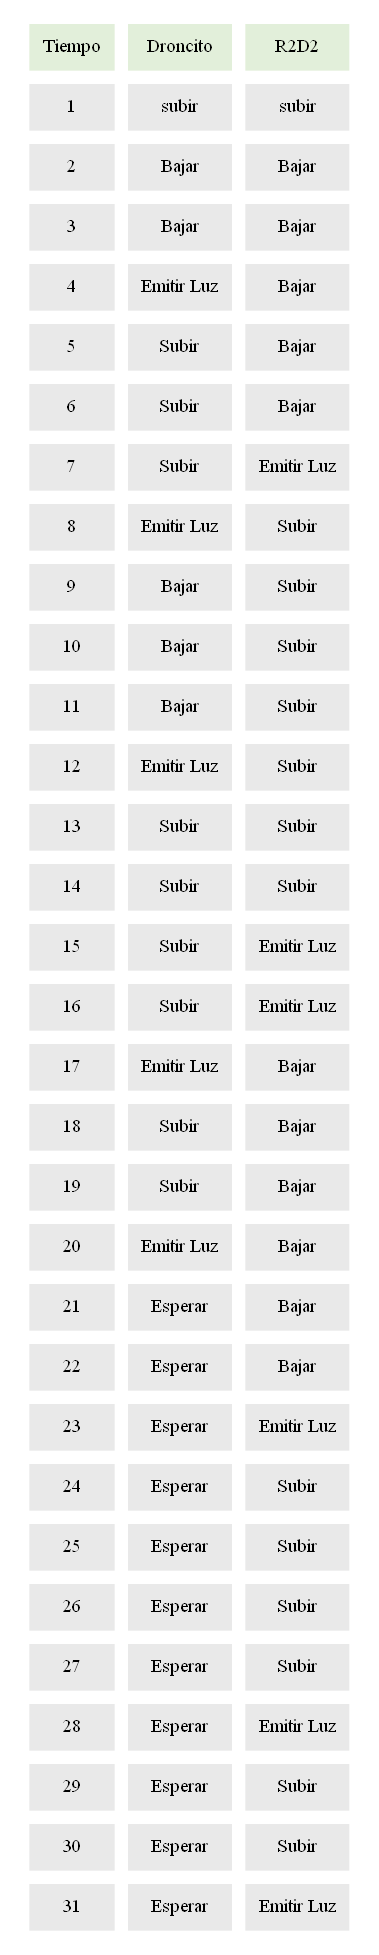 Tiempo Droncito R2D2
1 subir subir
2 Bajar Bajar
3 Bajar Bajar
4 Emitir Luz Bajar
5 Subir Bajar
6 Subir Bajar
7 Subir Emitir Luz
8 Emitir Luz Subir
9 Bajar Subir
10 Bajar Subir
11 Bajar Subir
12 Emitir Luz Subir
13 Subir Subir
14 Subir Subir
15 Subir Emitir Luz
16 Subir Emitir Luz
17 Emitir Luz Bajar
18 Subir Bajar
19 Subir Bajar
20 Emitir Luz Bajar
21 Esperar Bajar
22 Esperar Bajar
23 Esperar Emitir Luz
24 Esperar Subir
25 Esperar Subir
26 Esperar Subir
27 Esperar Subir
28 Esperar Emitir Luz
29 Esperar Subir
30 Esperar Subir
31 Esperar Emitir Luz